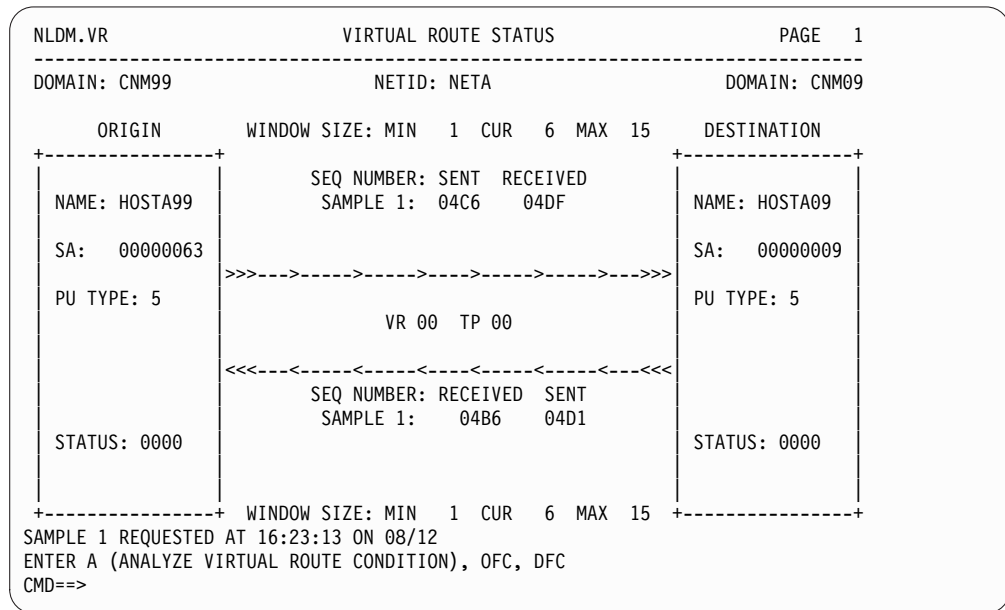 NLDM.VR VIRTUAL ROUTE STATUS PAGE 1
-------------------------------------------------------------------------------
DOMAIN: CNM99 NETID: NETA DOMAIN: CNM09
ORIGIN WINDOW SIZE: MIN 1 CUR 6 MAX 15 DESTINATION
+----------------+ +----------------+
SEQ NUMBER: SENT RECEIVED
NAME: HOSTA99 SAMPLE 1: 04C6 04DF NAME: HOSTA09
SA: 00000063 SA: 00000009
>>>--->----->----->---->----->----->--->>>
PU TYPE: 5 PU TYPE: 5
VR 00 TP 00
<<<---<-----<-----<----<-----<-----<---<<<
SEQ NUMBER: RECEIVED SENT
SAMPLE 1: 04B6 04D1
STATUS: 0000 STATUS: 0000
+----------------+ WINDOW SIZE: MIN 1 CUR 6 MAX 15 +----------------+
SAMPLE 1 REQUESTED AT 16:23:13 ON 08/12
ENTER A (ANALYZE VIRTUAL ROUTE CONDITION), OFC, DFC
CMD==>